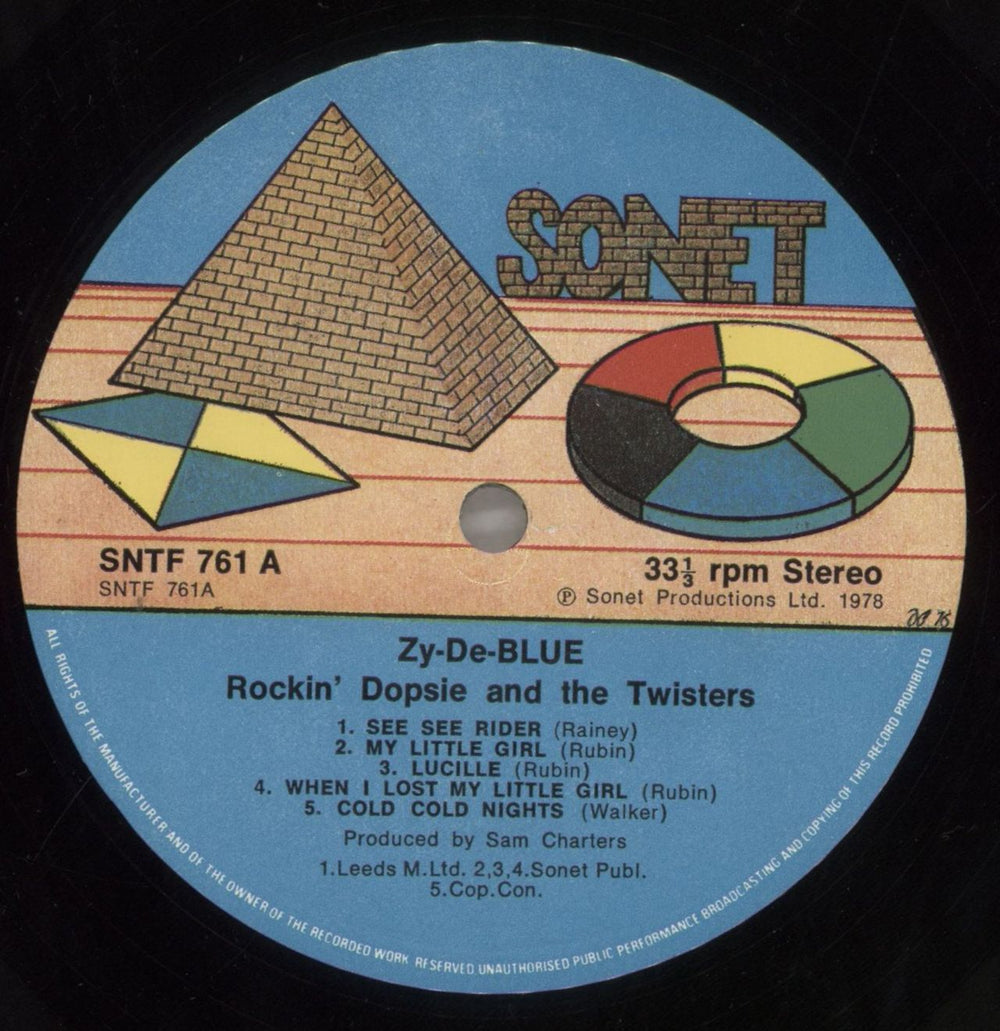 SONET
SNTF 761 A
SNTF 761A
33⅓ rpm Stereo
℗ Sonet Productions Ltd. 1978
Zy-De-BLUE
Rockin' Dopsie and the Twisters
1. SEE SEE RIDER (Rainey)
2. MY LITTLE GIRL (Rubin)
3. LUCILLE (Rubin)
4. WHEN I LOST MY LITTLE GIRL (Rubin)
5. COLD COLD NIGHTS (Walker)
Produced by Sam Charters
1.Leeds M.Ltd. 2,3,4.Sonet Publ.
5.Cop.Con.
ALL RIGHTS OF THE MANUFACTURER AND OF THE OWNER OF THE RECORDED WORK RESERVED UNAUTHORISED PUBLIC PERFORMANCE BROADCASTING AND COPYING OF THIS RECORD PROHIBITED